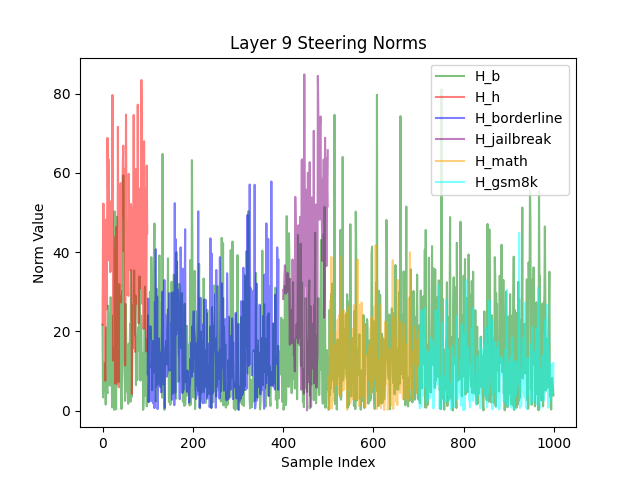 Layer 9 Steering Norms
H_b
H_h
H_borderline
H_jailbreak
H_math
H_gsm8k
Norm Value
80
60
40
20
0
0
200
400
600
800
1000
Sample Index